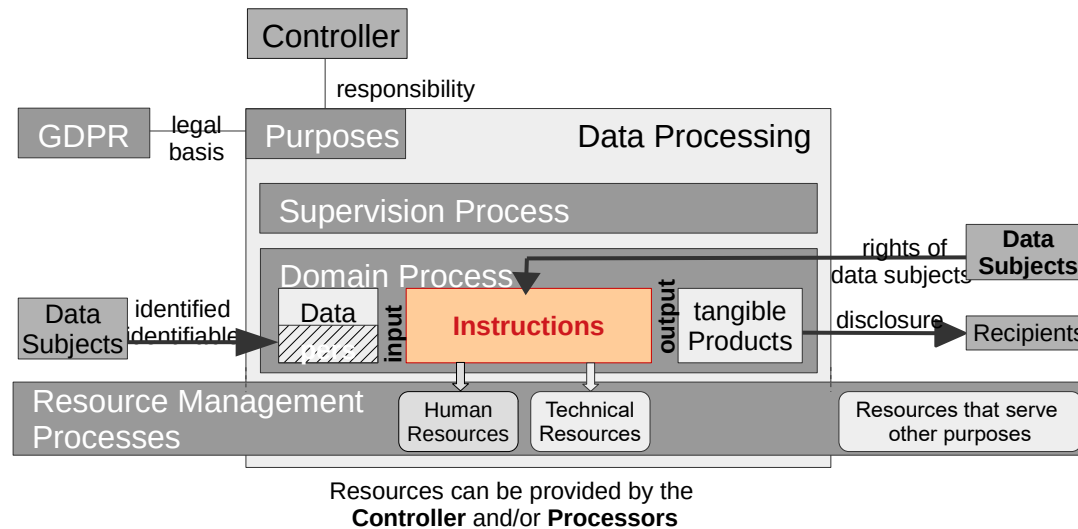 Controller
responsibility
GDPR
legal
basis
Purposes
Data Processing
Supervision Process
Domain Process
rights of
data subjects
Data
Subjects
Data
Subjects
identified
identifiable
Data
pers.
input
Instructions
output
tangible
Products
disclosure
Recipients
Resource Management
Processes
Human
Resources
Technical
Resources
Resources that serve
other purposes
Resources can be provided by the
Controller and/or Processors